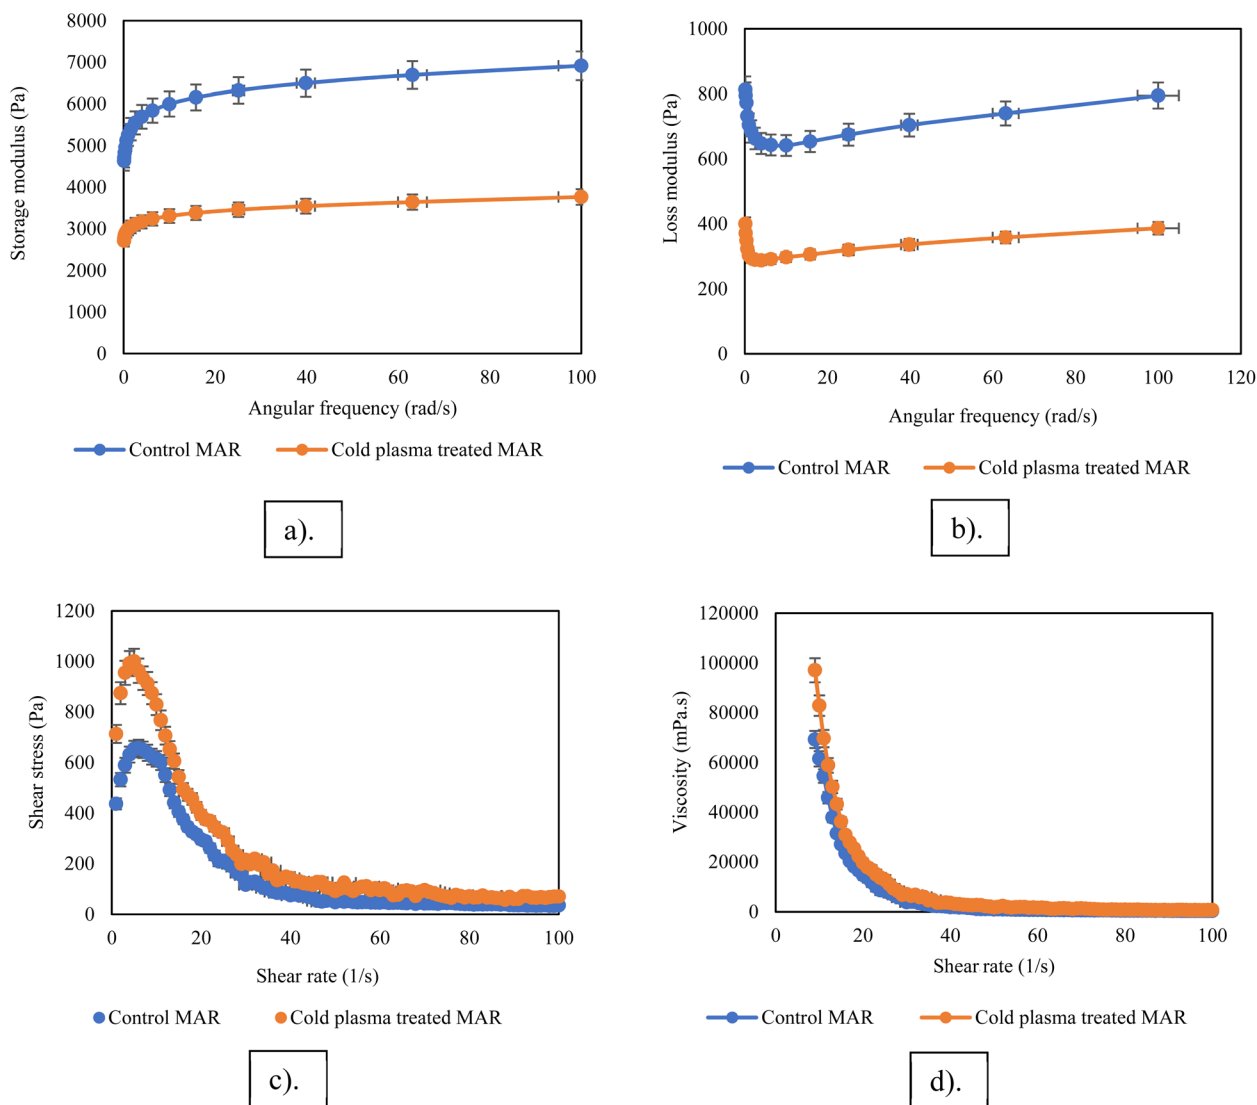 8000
7000
6000
5000
4000
3000
2000
1000
0
Storage modulus (Pa)
0 20 40 60 80 100
Angular frequency (rad/s)
Control MAR Cold plasma treated MAR
a).
1000
800
600
400
200
0
Loss modulus (Pa)
0 20 40 60 80 100 120
Angular frequency (rad/s)
Control MAR Cold plasma treated MAR
b).
1200
1000
800
600
400
200
0
Shear stress (Pa)
0 20 40 60 80 100
Shear rate (1/s)
Control MAR Cold plasma treated MAR
c).
120000
100000
80000
60000
40000
20000
0
Viscosity (mPa.s)
0 20 40 60 80 100
Shear rate (1/s)
Control MAR Cold plasma treated MAR
d).